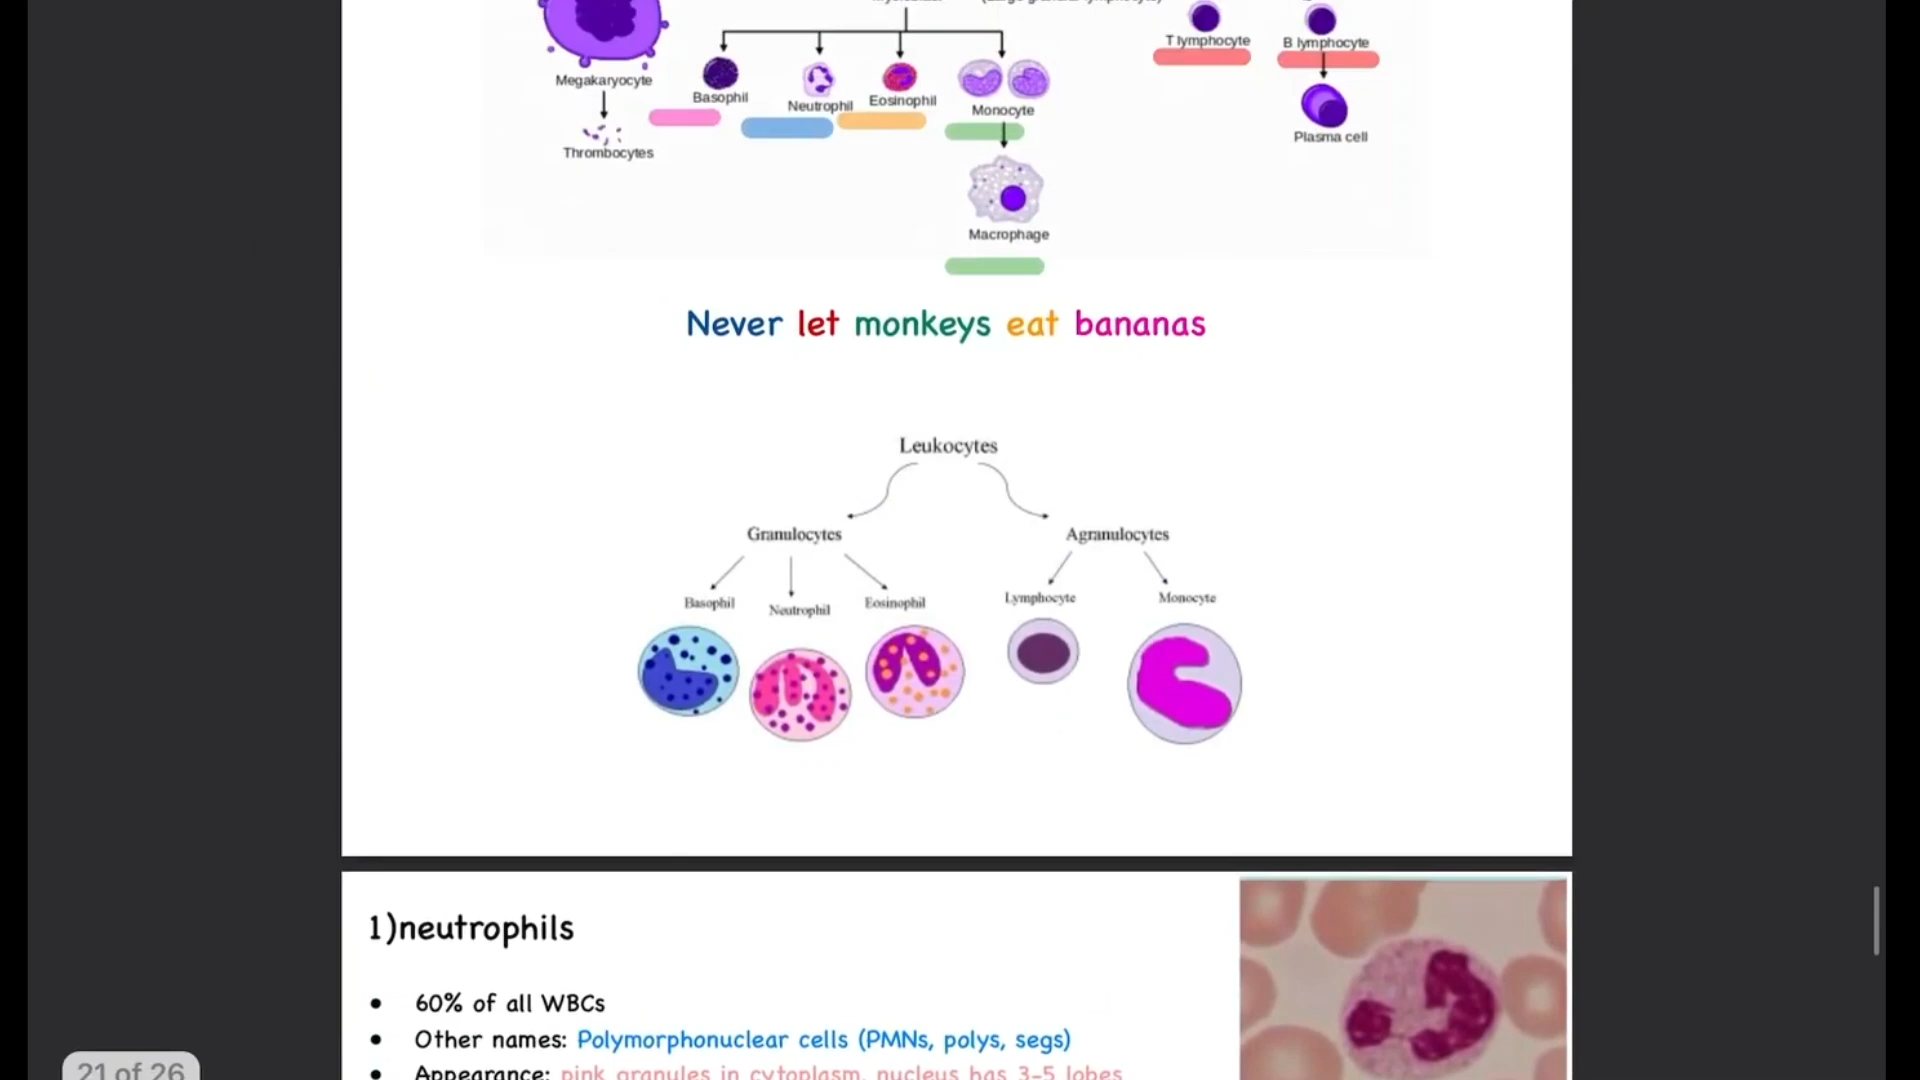 T lymphocyte
B lymphocyte
Megakaryocyte
Basophil
Neutrophil
Eosinophil
Monocyte
Plasma cell
Thrombocytes
Macrophage
Never let monkeys eat bananas
Leukocytes
Granulocytes
Agranulocytes
Basophil
Neutrophil
Eosinophil
Lymphocyte
Monocyte
1)neutrophils
• 60% of all WBCs
• Other names: Polymorphonuclear cells (PMNs, polys, segs)
• Appearance: pink granules in cytoplasm, nucleus has 3-5 lobes
21 of 26